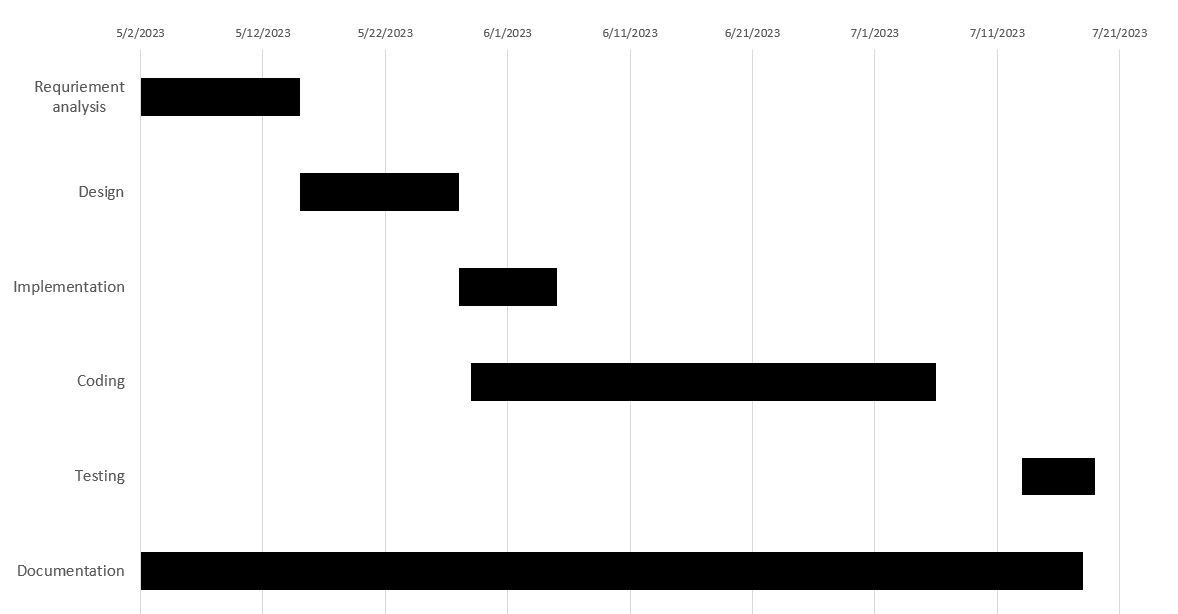 5/2/2023 5/12/2023 5/22/2023 6/1/2023 6/11/2023 6/21/2023 7/1/2023 7/11/2023 7/21/2023
Requriement
analysis
Design
Implementation
Coding
Testing
Documentation